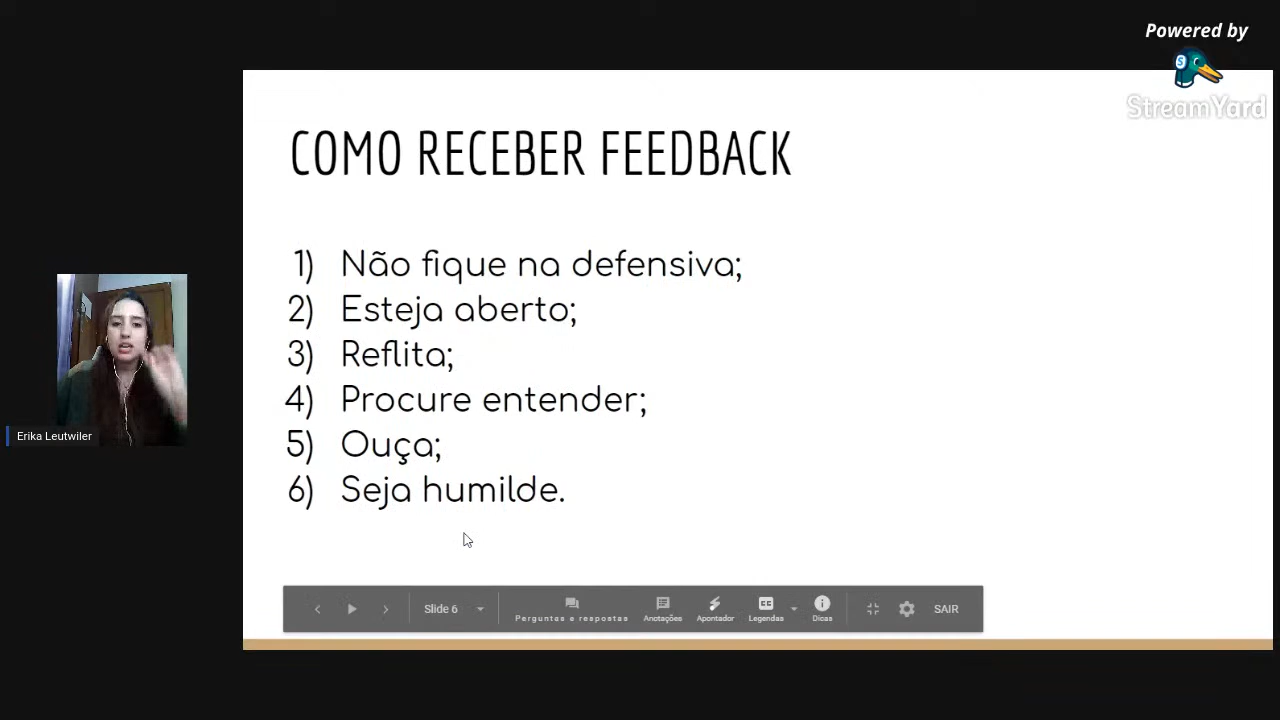 Powered by
StreamYard
COMO RECEBER FEEDBACK
1) Não fique na defensiva;
2) Esteja aberto;
3) Reflita;
4) Procure entender;
5) Ouça;
6) Seja humilde.
Erika Leutwiler
Slide 6
Perguntas e respostas
Anotações
Apontador
Legendas
Dicas
SAIR